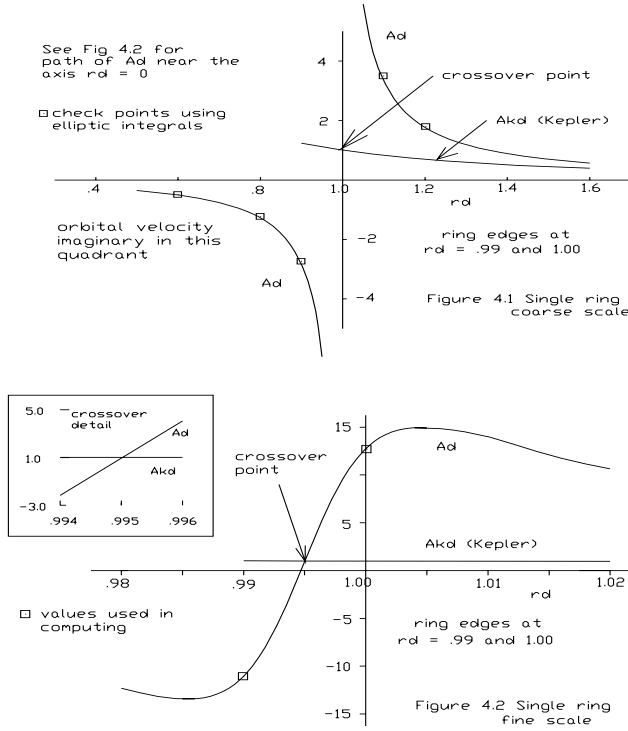 See Fig 4.2 for
path of Ad near the
axis rd = 0
check points using
elliptic integrals
Ad
4
crossover point
2
Akd (Kepler)
.4
.8
1.0
1.2
1.4
1.6
rd
orbital velocity
imaginary in this
quadrant
Ad
-2
ring edges at
rd = .99 and 1.00
-4
Figure 4.1 Single ring
coarse scale
5.0
crossover
detail
Ad
1.0
Akd
-3.0
.994
.995
.996
crossover
point
15
Ad
5
Akd (Kepler)
.98
.99
1.00
1.01
1.02
rd
values used in
computing
-5
ring edges at
rd = .99 and 1.00
-10
-15
Figure 4.2 Single ring
fine scale